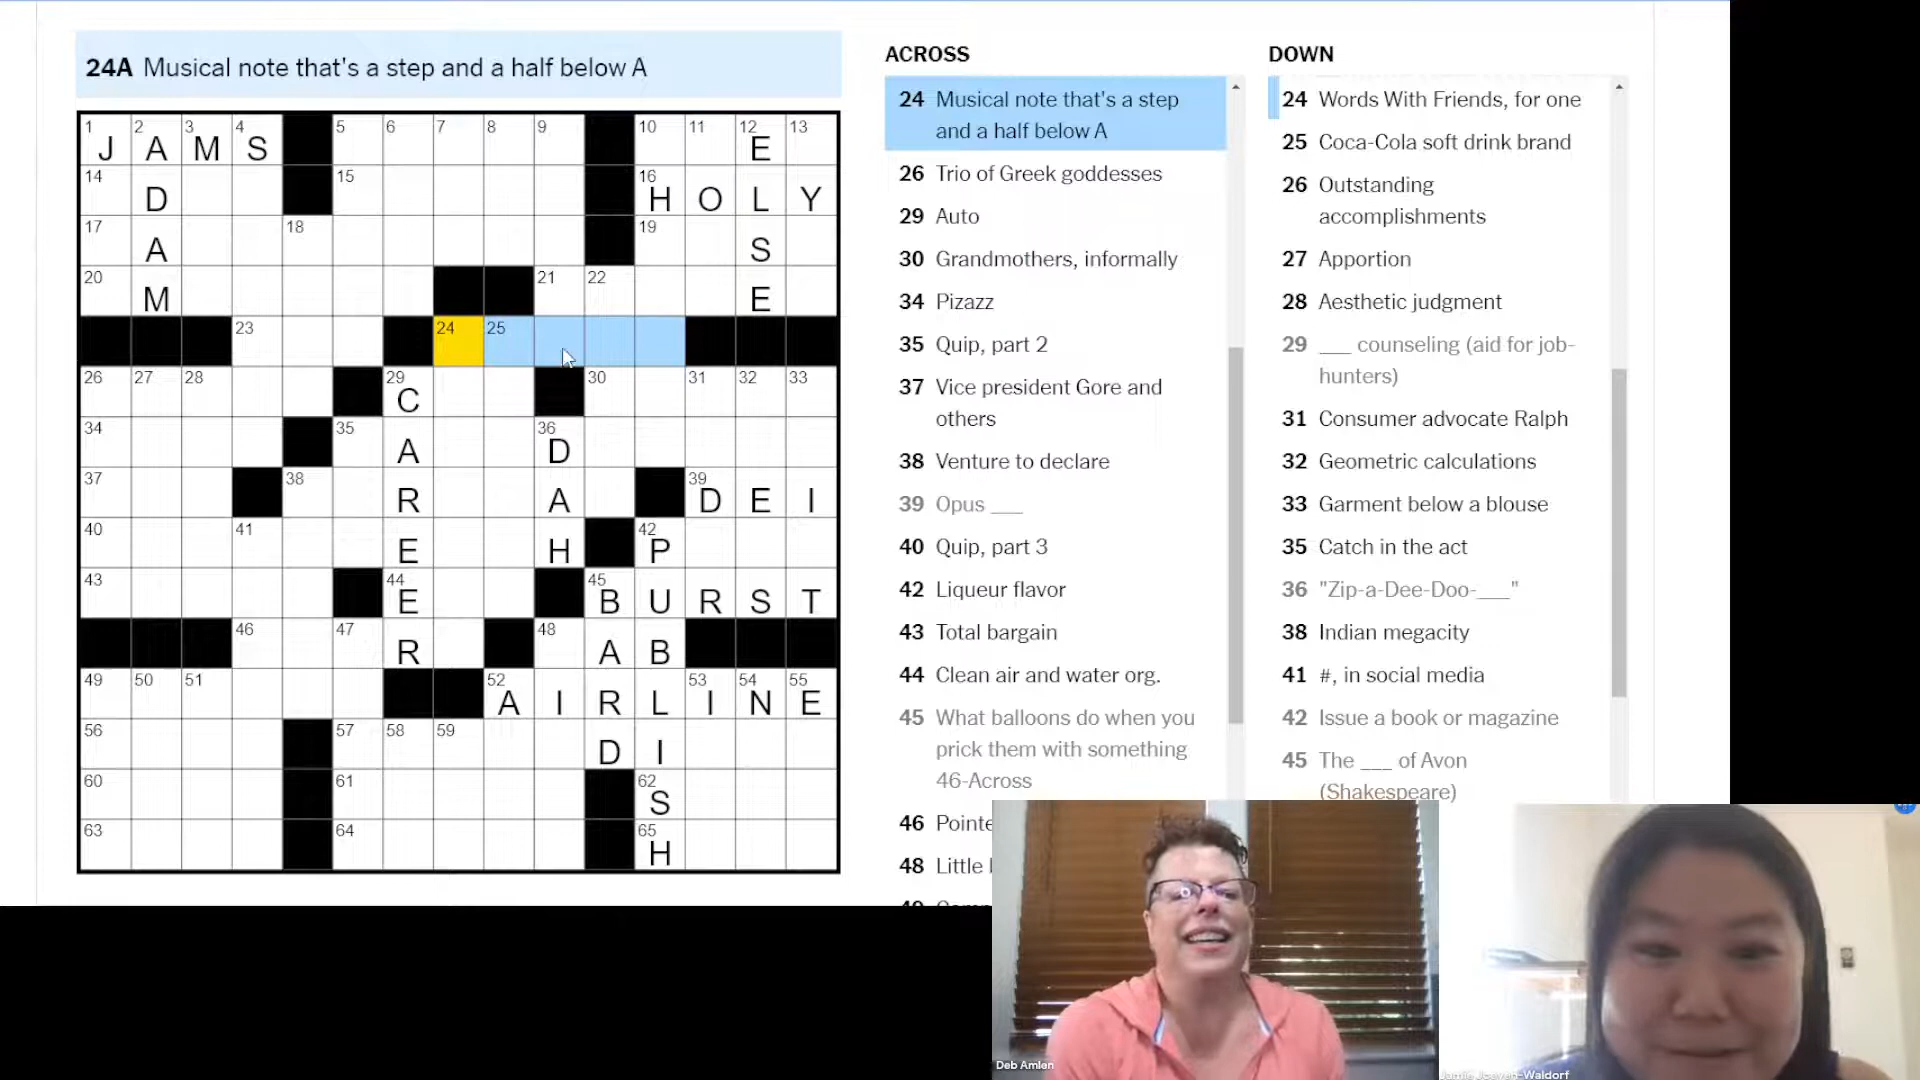 24A Musical note that's a step and a half below A
1 2 3 4 5 6 7 8 9 10 11 12 13
J A M S E
14 15 16
D H O L Y
17 18 19
A S
20 21 22
M E
23 24 25
26 27 28 29 30 31 32 33
C
34 35 36
A D
37 38 39
R A D E I
40 41 42
E H P
43 44 45
E B U R S T
46 47 48
R A B
49 50 51 52 53 54 55
A I R L I N E
56 57 58 59
D I
60 61 62
S
63 64 65
H
ACROSS
24 Musical note that's a step
and a half below A
26 Trio of Greek goddesses
29 Auto
30 Grandmothers, informally
34 Pizazz
35 Quip, part 2
37 Vice president Gore and
others
38 Venture to declare
39 Opus ___
40 Quip, part 3
42 Liqueur flavor
43 Total bargain
44 Clean air and water org.
45 What balloons do when you
prick them with something
46-Across
46
48 Little
DOWN
24 Words With Friends, for one
25 Coca-Cola soft drink brand
26 Outstanding
accomplishments
27 Apportion
28 Aesthetic judgment
29 ___ counseling (aid for job-
hunters)
31 Consumer advocate Ralph
32 Geometric calculations
33 Garment below a blouse
35 Catch in the act
36 "Zip-a-Dee-Doo-___"
38 Indian megacity
41 #, in social media
42 Issue a book or magazine
45 The ___ of Avon
(Shakespeare)
Deb Amlen